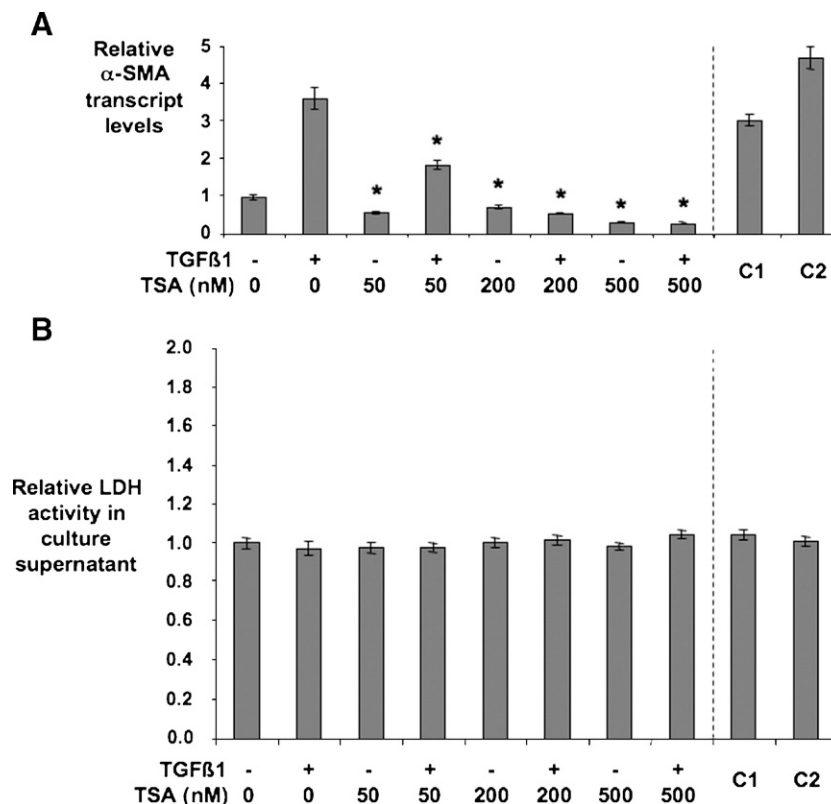 A
Relative
α-SMA
transcript
levels
5
4
3
2
1
0
* * * * * *
TGFß1 - + - + - + - +
TSA (nM) 0 0 50 50 200 200 500 500
C1 C2
B
Relative LDH
activity in
culture
supernatant
2.0
1.8
1.6
1.4
1.2
1.0
0.8
0.6
0.4
0.2
0.0
TGFß1 - + - + - + - +
TSA (nM) 0 0 50 50 200 200 500 500
C1 C2